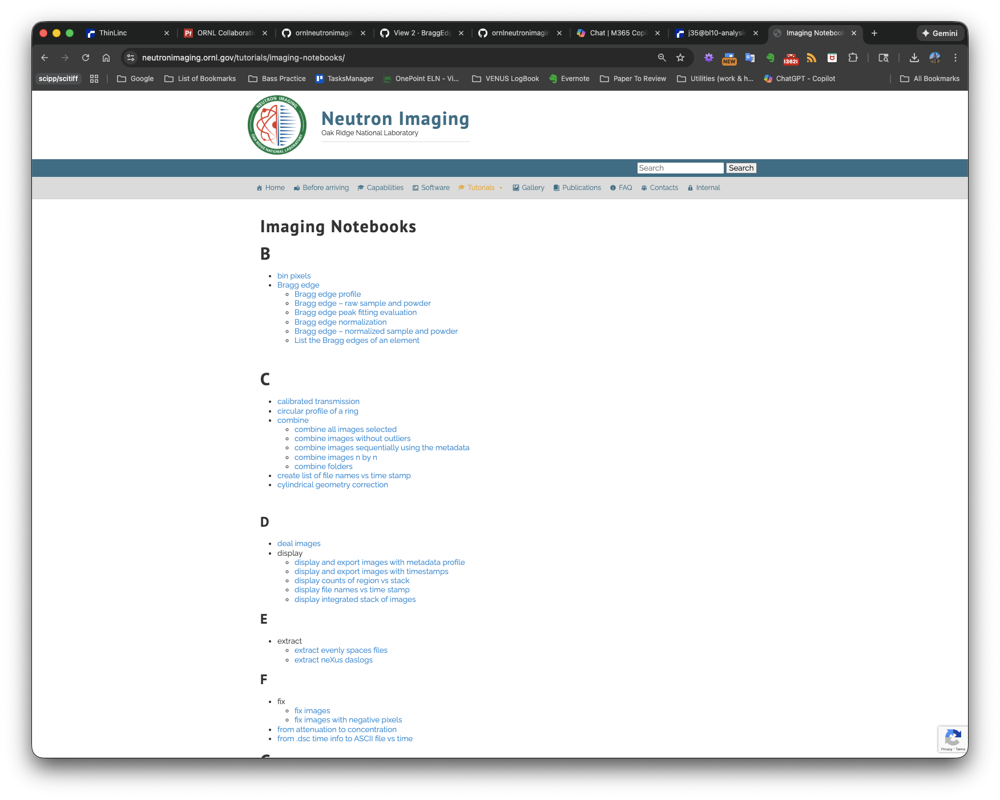 ThinLinc
ORNL Collaboratic
ornlneutronimagin
View 2 · BraggEdg
ornlneutronimagin
Chat | M365 Copil
j35@bl10-analysis
Imaging Notebook
Gemini
neutronimaging.ornl.gov/tutorials/imaging-notebooks/
NEW
scipp/scitiff
Google
List of Bookmarks
Bass Practice
TasksManager
OnePoint ELN - Vi...
VENUS LogBook
Evernote
Paper To Review
Utilities (work & h...
ChatGPT - Copilot
All Bookmarks
NEUTRON IMAGING
OAK RIDGE NATIONAL LABORATORY
Neutron Imaging
Oak Ridge National Laboratory
Search
Search
Home
Before arriving
Capabilities
Software
Tutorials
Gallery
Publications
FAQ
Contacts
Internal
Imaging Notebooks
B
bin pixels
Bragg edge
Bragg edge profile
Bragg edge – raw sample and powder
Bragg edge peak fitting evaluation
Bragg edge normalization
Bragg edge – normalized sample and powder
List the Bragg edges of an element
C
calibrated transmission
circular profile of a ring
combine
combine all images selected
combine images without outliers
combine images sequentially using the metadata
combine images n by n
combine folders
create list of file names vs time stamp
cylindrical geometry correction
D
deal images
display
display and export images with metadata profile
display and export images with timestamps
display counts of region vs stack
display file names vs time stamp
display integrated stack of images
E
extract
extract evenly spaces files
extract neXus daslogs
F
fix
fix images
fix images with negative pixels
from attenuation to concentration
from .dsc time info to ASCII file vs time
Privacy - Terms